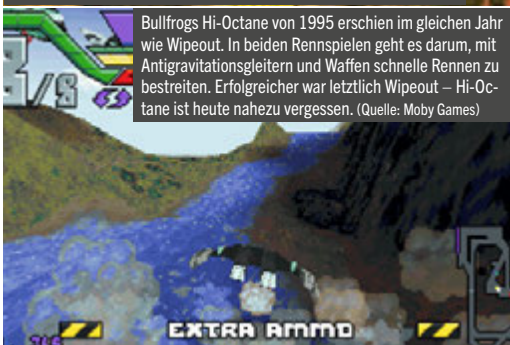 Bullfrogs Hi-Octane von 1995 erschien im gleichen Jahr
wie Wipeout. In beiden Rennspielen geht es darum, mit
Antigravitationsgleitern und Waffen schnelle Rennen zu
bestreiten. Erfolgreicher war letztlich Wipeout – Hi-Oc-
tane ist heute nahezu vergessen. (Quelle: Moby Games)
/8
EXTRA AMMO